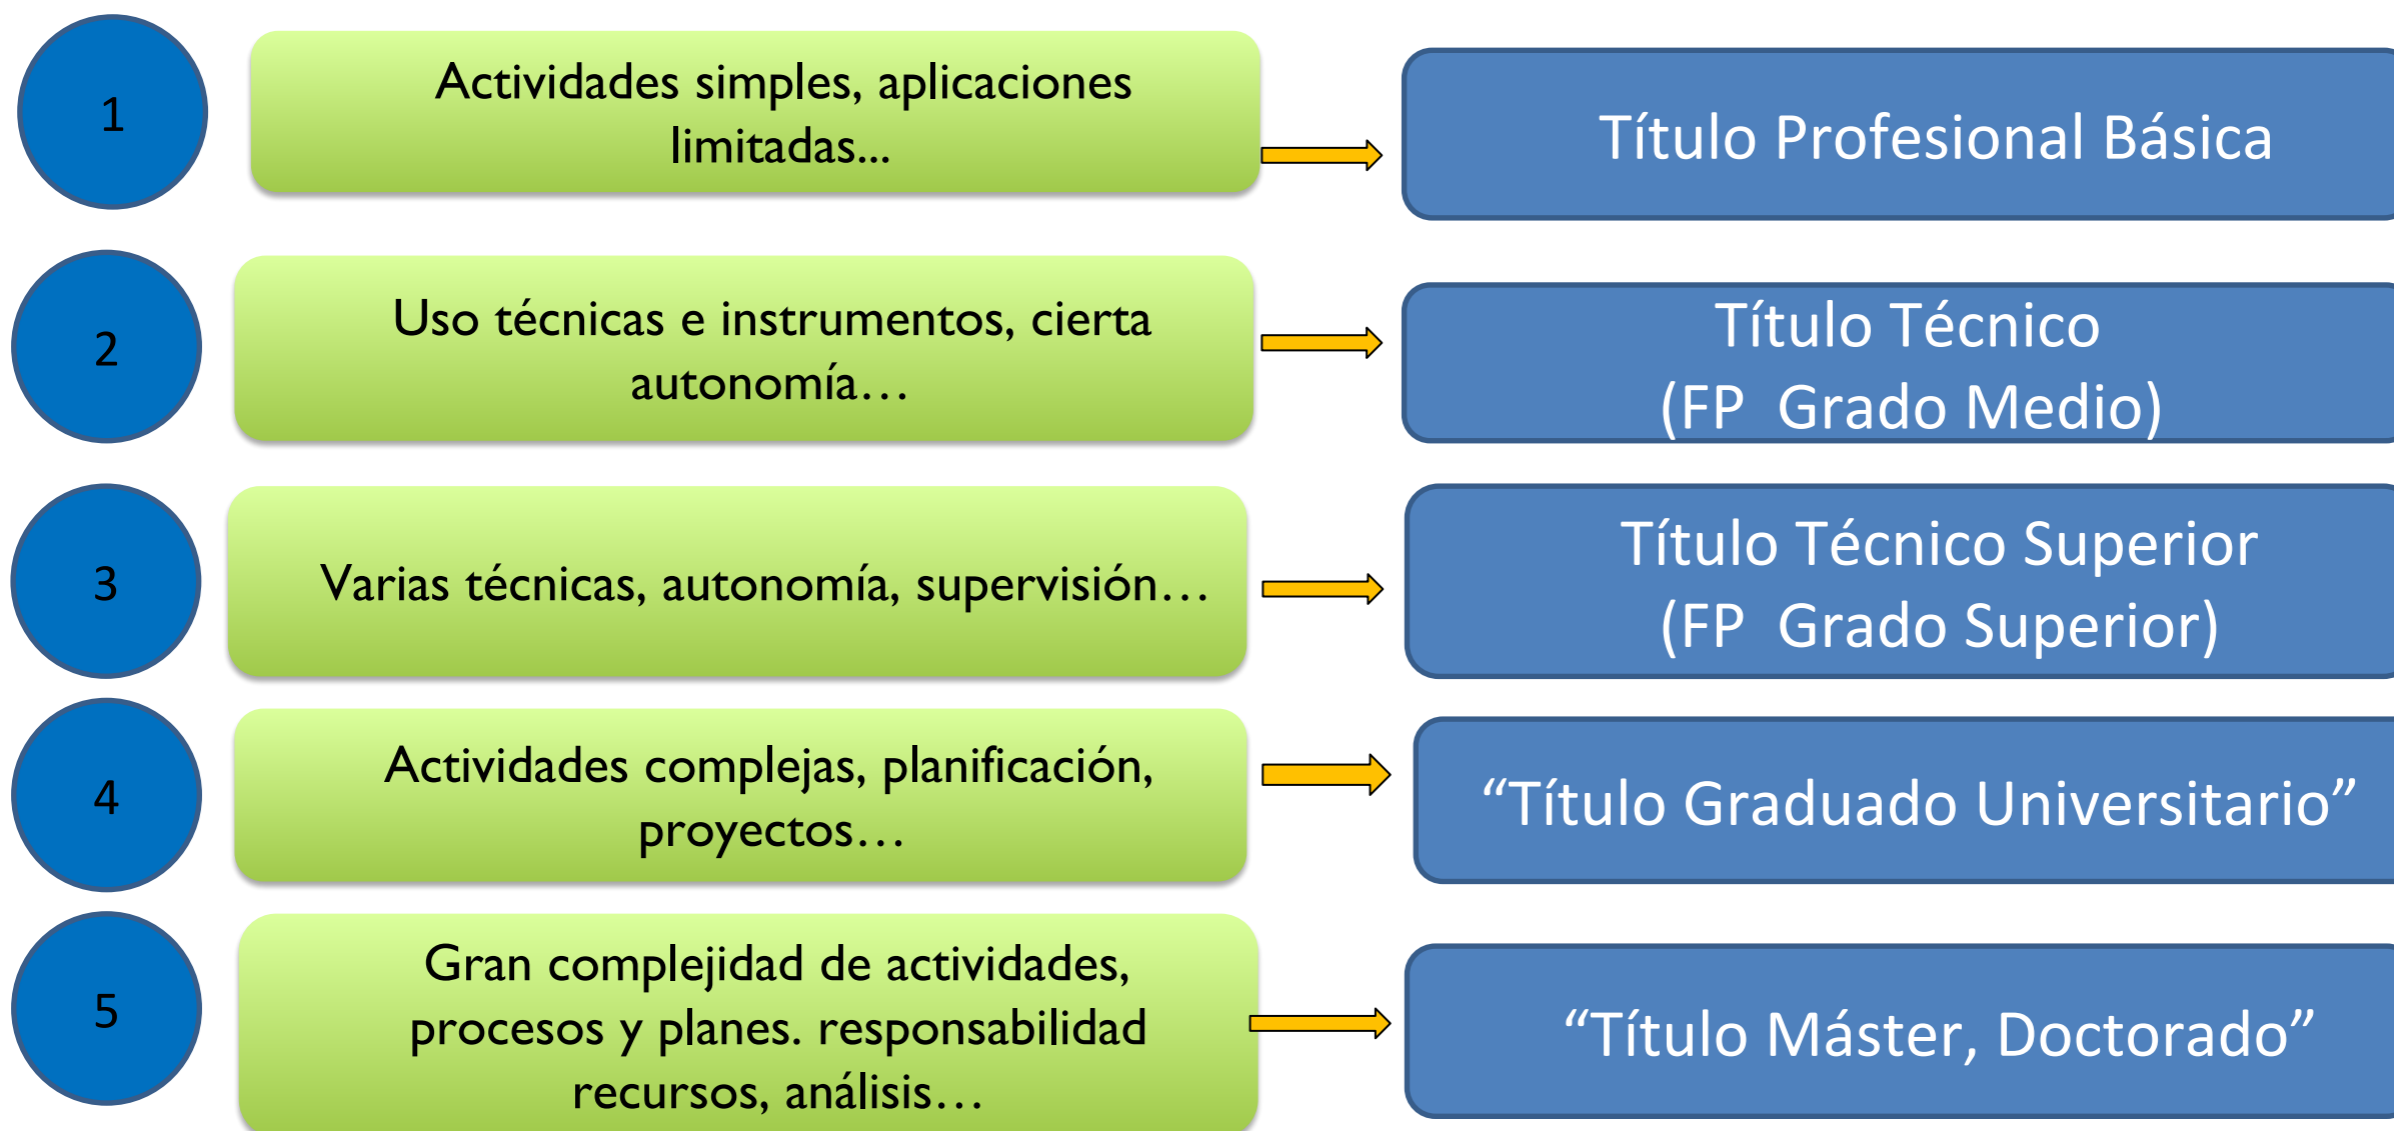 1
Actividades simples, aplicaciones
limitadas...
Título Profesional Básica
2
Uso técnicas e instrumentos, cierta
autonomía…
Título Técnico
(FP  Grado Medio)
3
Varias técnicas, autonomía, supervisión…
Título Técnico Superior
(FP  Grado Superior)
4
Actividades complejas, planificación,
proyectos…
“Título Graduado Universitario”
5
Gran complejidad de actividades,
procesos y planes. responsabilidad
recursos, análisis…
“Título Máster, Doctorado”